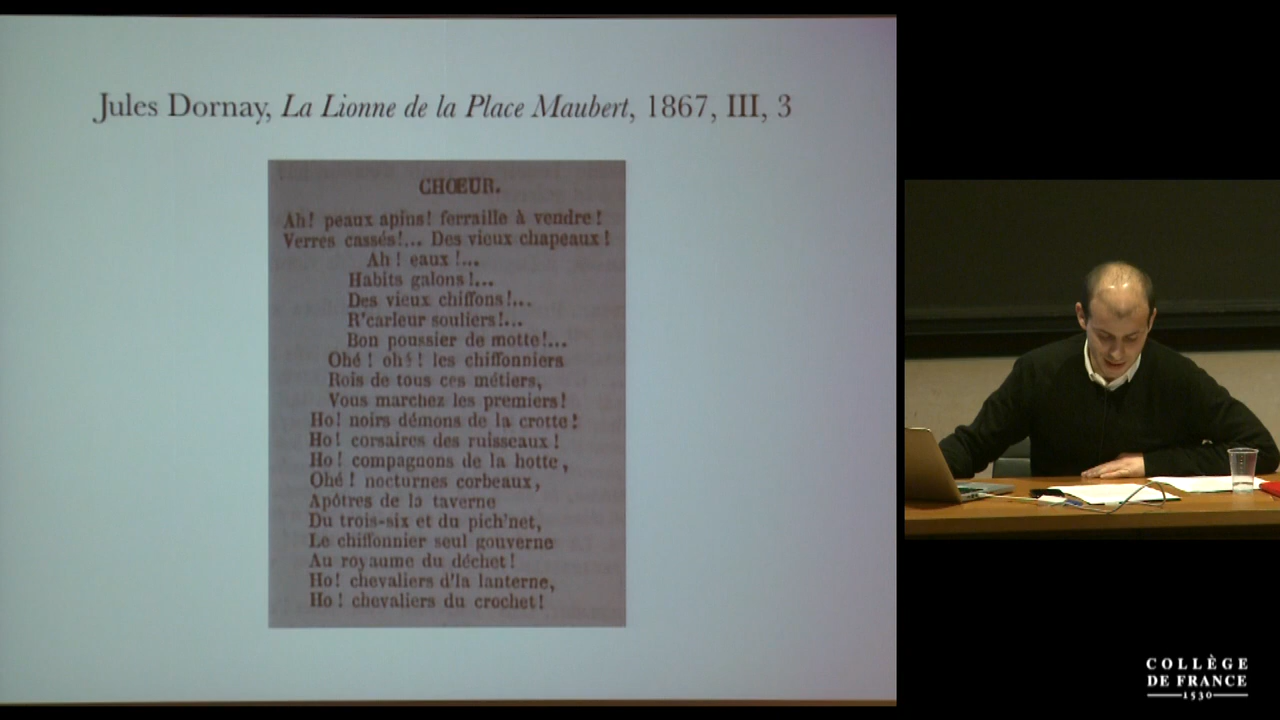 Jules Dornay, La Lionne de la Place Maubert, 1867, III, 3
CHŒUR.
Ah! peaux apins! ferraille à vendre!
Verres cassés!... Des vieux chapeaux!
Ah! eaux!...
Habits galons!...
Des vieux chiffons!...
R'carleur souliers!...
Bon poussier de motte!...
Ohé! ohé! les chiffonniers
Rois de tous ces métiers,
Vous marchez les premiers!
Ho! noirs démons de la crotte!
Ho! corsaires des ruisseaux!
Ho! compagnons de la hotte,
Ohé! nocturnes corbeaux,
Apôtres de la taverne
Du trois-six et du pich'net,
Le chiffonnier seul gouverne
Au royaume du déchet!
Ho! chevaliers d'la lanterne,
Ho! chevaliers du crochet!
COLLÈGE
DE FRANCE
1530